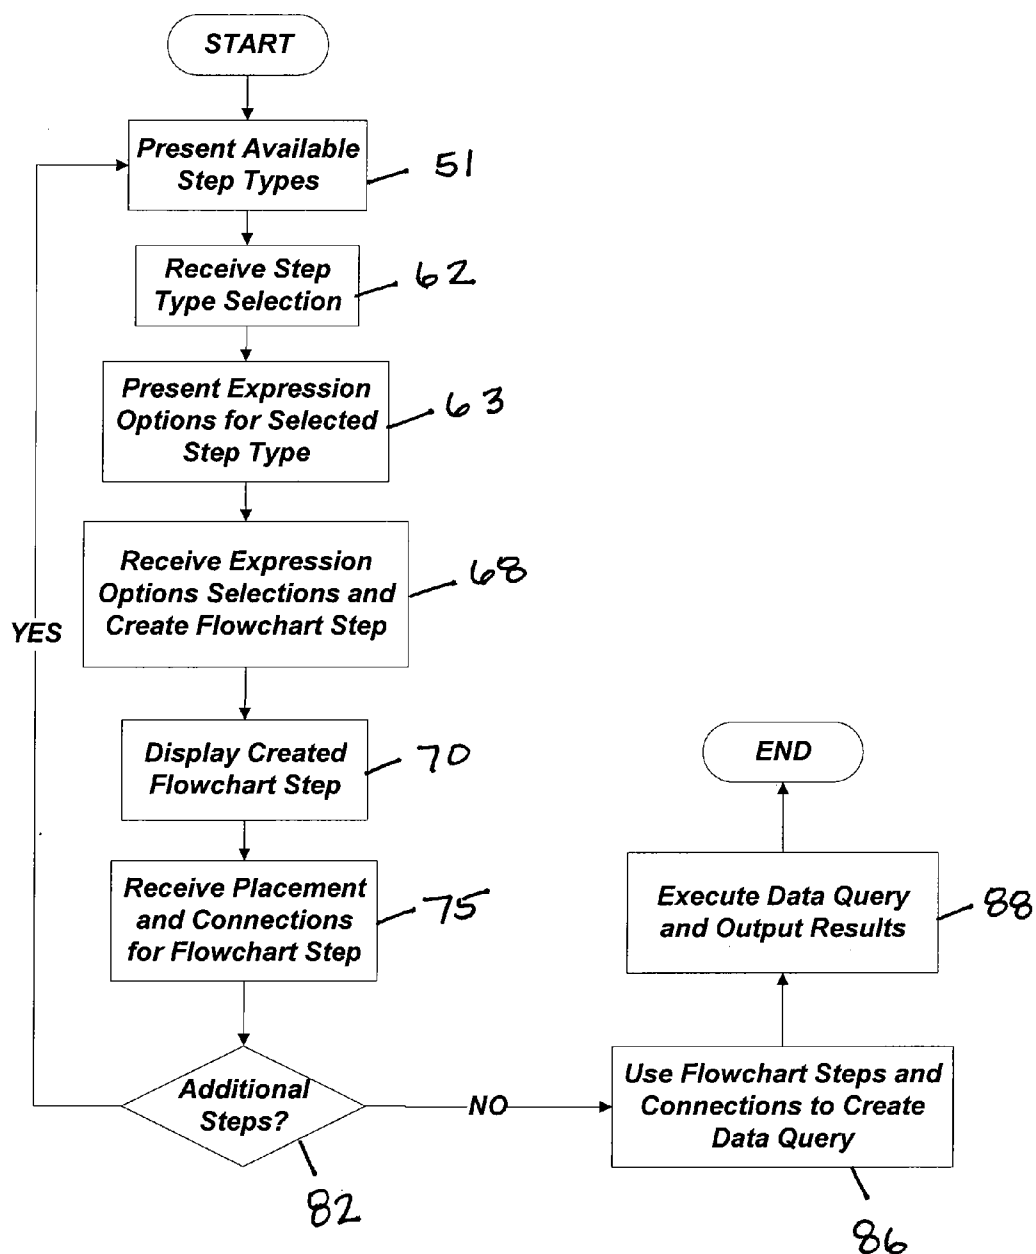 START
Present Available
Step Types
51
Receive Step
Type Selection
62
Present Expression
Options for Selected
Step Type
63
Receive Expression
Options Selections and
Create Flowchart Step
68
YES
Display Created
Flowchart Step
70
Receive Placement
and Connections
for Flowchart Step
75
Additional
Steps?
82
NO
Use Flowchart Steps and
Connections to Create
Data Query
86
Execute Data Query
and Output Results
88
END